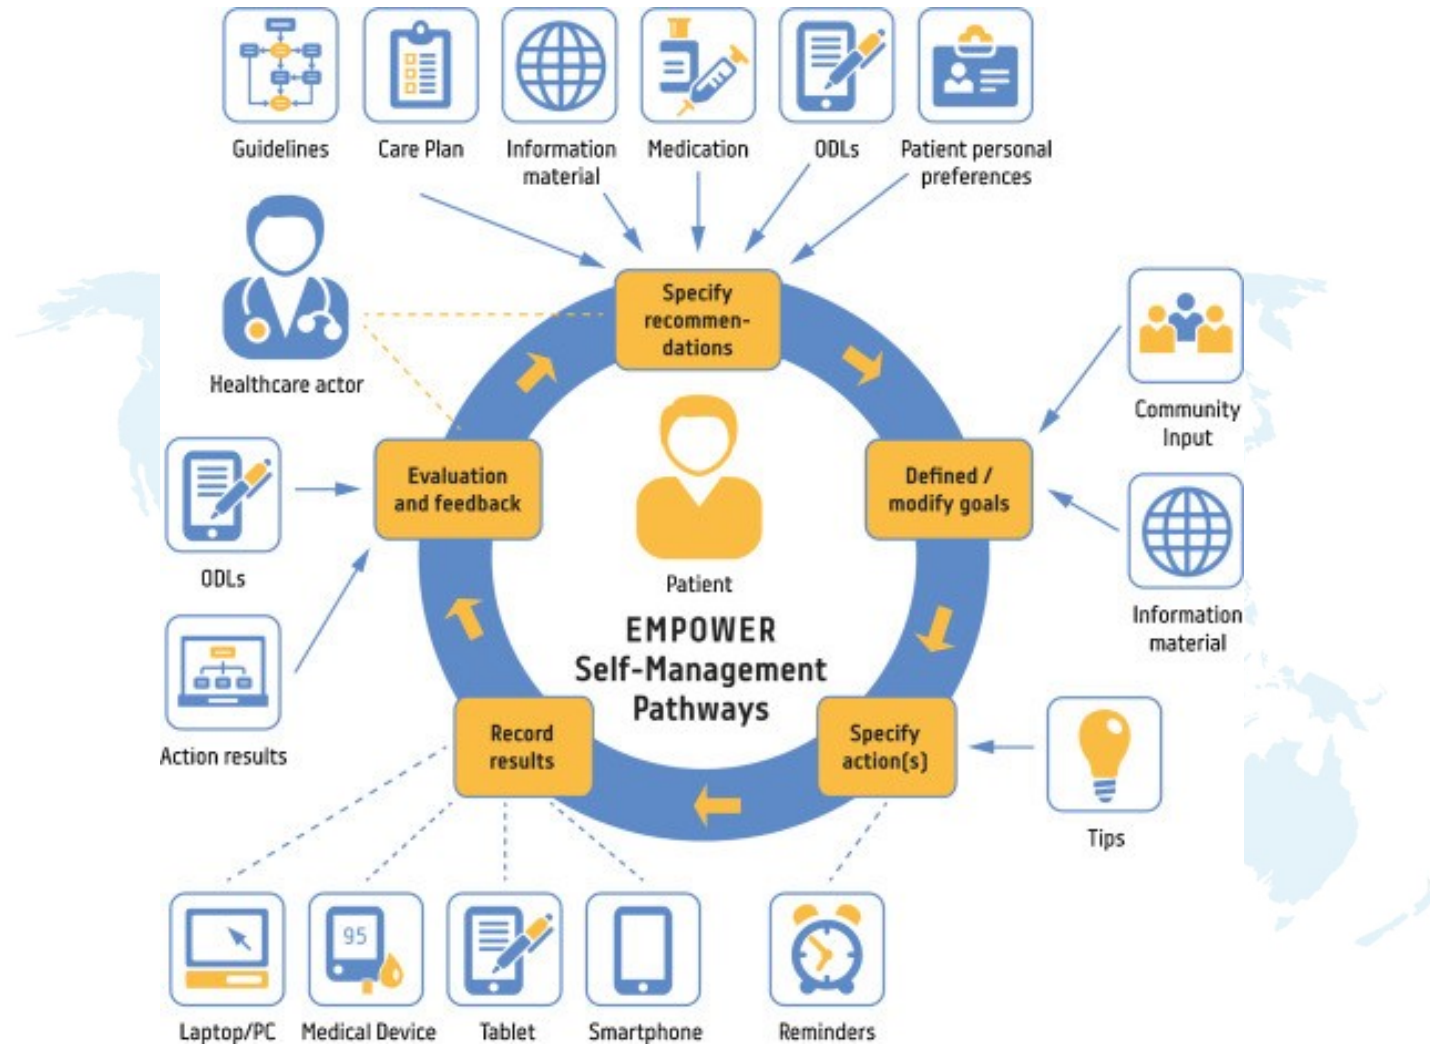 Guidelines
Care Plan
Information
material
Medication
ODLs
Patient personal
preferences
Healthcare actor
Specify
recommen-
dations
Community
Input
Evaluation
and feedback
Defined /
modify goals
ODLs
Patient
Information
material
EMPOWER
Self-Management
Pathways
Action results
Record
results
Specify
action(s)
Tips
95
Laptop/PC
Medical Device
Tablet
Smartphone
Reminders